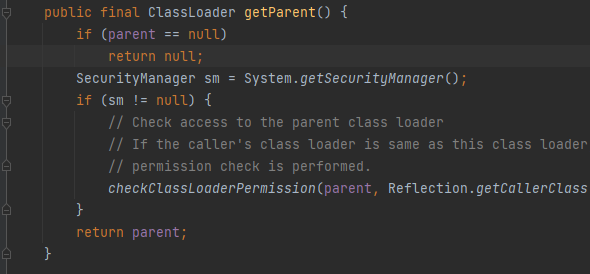 public final ClassLoader getParent() {
if (parent == null)
return null;
SecurityManager sm = System.getSecurityManager();
if (sm != null) {
// Check access to the parent class loader
// If the caller's class loader is same as this class loader
// permission check is performed.
checkClassLoaderPermission(parent, Reflection.getCallerClass
}
return parent;
}